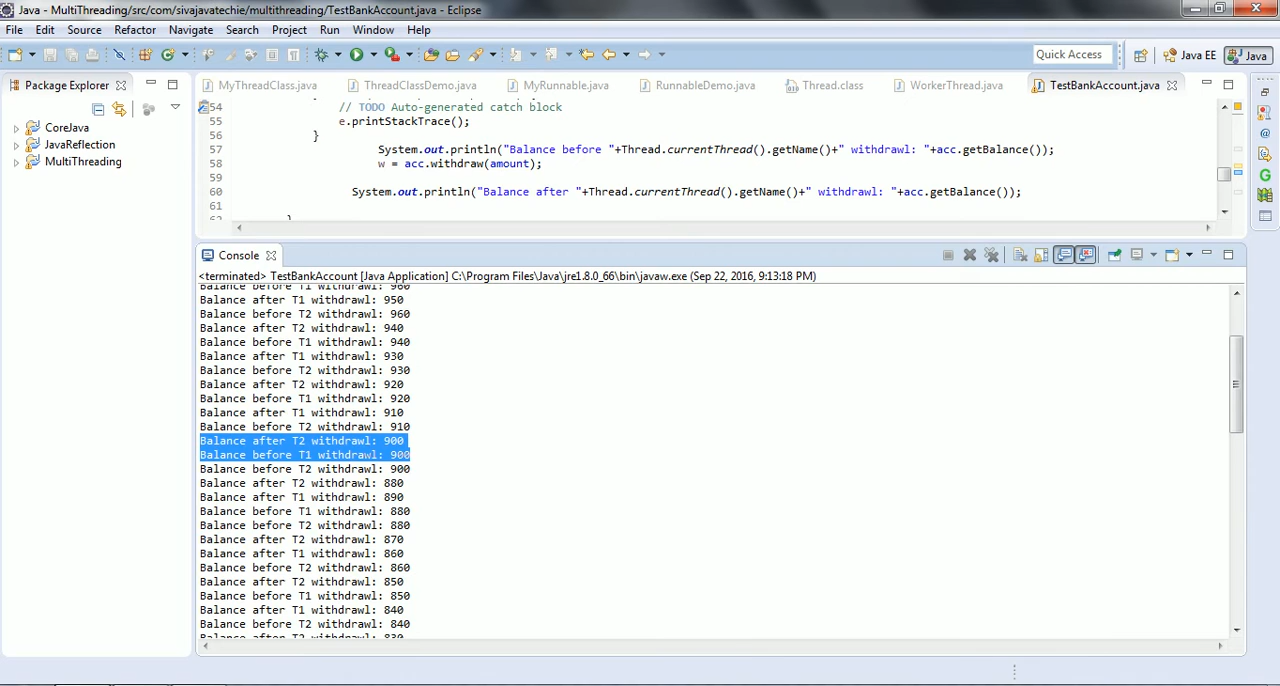 Java - MultiThreading/src/com/sivajavatechie/multithreading/TestBankAccount.java - Eclipse
File Edit Source Refactor Navigate Search Project Run Window Help
Quick Access Java EE Java
Package Explorer MyThreadClass.java ThreadClassDemo.java MyRunnable.java RunnableDemo.java Thread.class WorkerThread.java TestBankAccount.java
CoreJava
JavaReflection
MultiThreading
54 // TODO Auto-generated catch block
55 e.printStackTrace();
56 }
57 System.out.println("Balance before "+Thread.currentThread().getName()+" withdrawl: "+acc.getBalance());
58 w = acc.withdraw(amount);
59
60 System.out.println("Balance after "+Thread.currentThread().getName()+" withdrawl: "+acc.getBalance());
61
62 }
Console
<terminated> TestBankAccount [Java Application] C:\Program Files\Java\jre1.8.0_66\bin\javaw.exe (Sep 22, 2016, 9:13:18 PM)
Balance before T1 withdrawl: 960
Balance after T1 withdrawl: 950
Balance before T2 withdrawl: 960
Balance after T2 withdrawl: 940
Balance before T1 withdrawl: 940
Balance after T1 withdrawl: 930
Balance before T2 withdrawl: 930
Balance after T2 withdrawl: 920
Balance before T1 withdrawl: 920
Balance after T1 withdrawl: 910
Balance before T2 withdrawl: 910
Balance after T2 withdrawl: 900
Balance before T1 withdrawl: 900
Balance before T2 withdrawl: 900
Balance after T2 withdrawl: 880
Balance after T1 withdrawl: 890
Balance before T1 withdrawl: 880
Balance before T2 withdrawl: 880
Balance after T2 withdrawl: 870
Balance after T1 withdrawl: 860
Balance before T2 withdrawl: 860
Balance after T2 withdrawl: 850
Balance before T1 withdrawl: 850
Balance after T1 withdrawl: 840
Balance before T2 withdrawl: 840
Balance after T2 withdrawl: 830